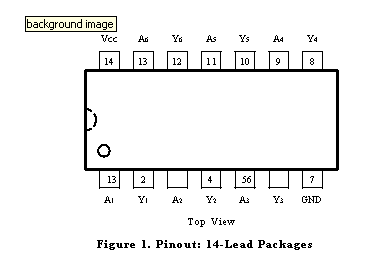 background image
Vcc A6 Y6 A5 Y5 A4 Y4
14 13 12 11 10 9 8
13 2 4 56 7
A1 Y1 A2 Y2 A3 Y3 GND
Top View
Figure 1. Pinout: 14-Lead Packages